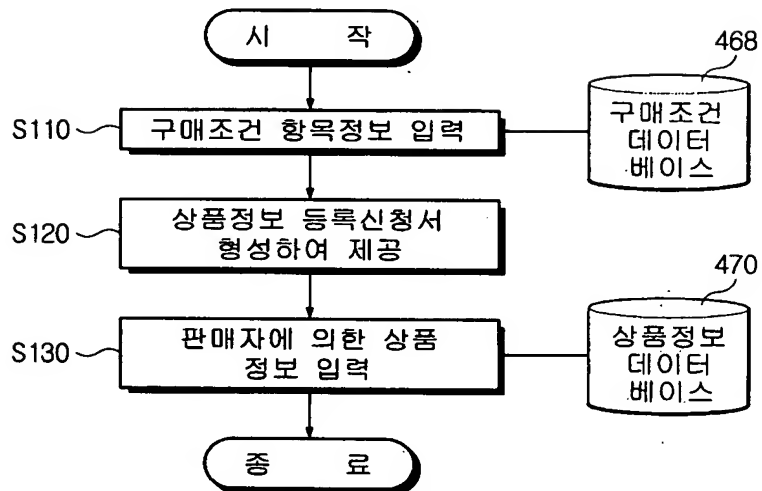 시 작
468
S110
구매조건 항목정보 입력
구매조건
데이터
베이스
S120
상품정보 등록신청서
형성하여 제공
470
S130
판매자에 의한 상품
정보 입력
상품정보
데이터
베이스
종 료